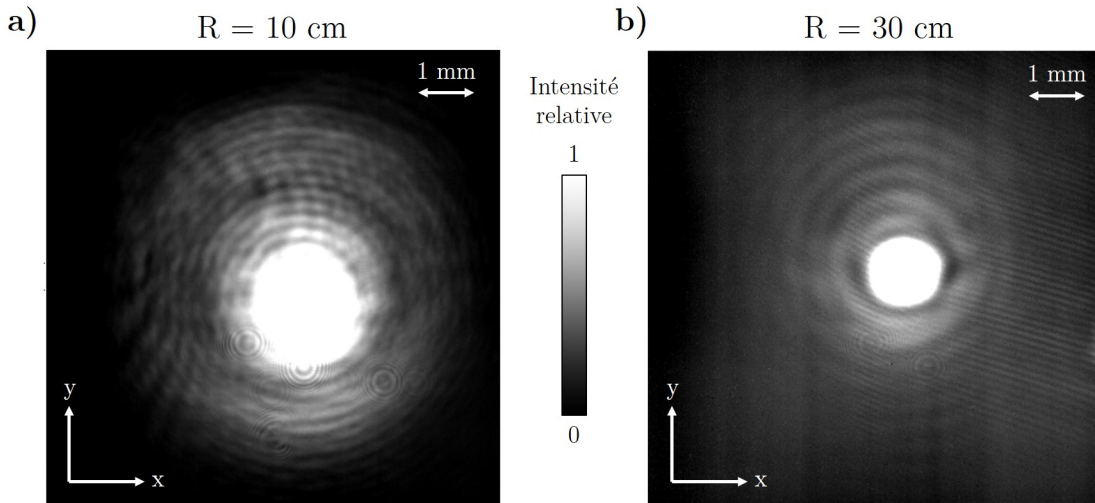 a)
R = 10 cm
1 mm
y
x
Intensité
relative
1
0
b)
R = 30 cm
1 mm
y
x